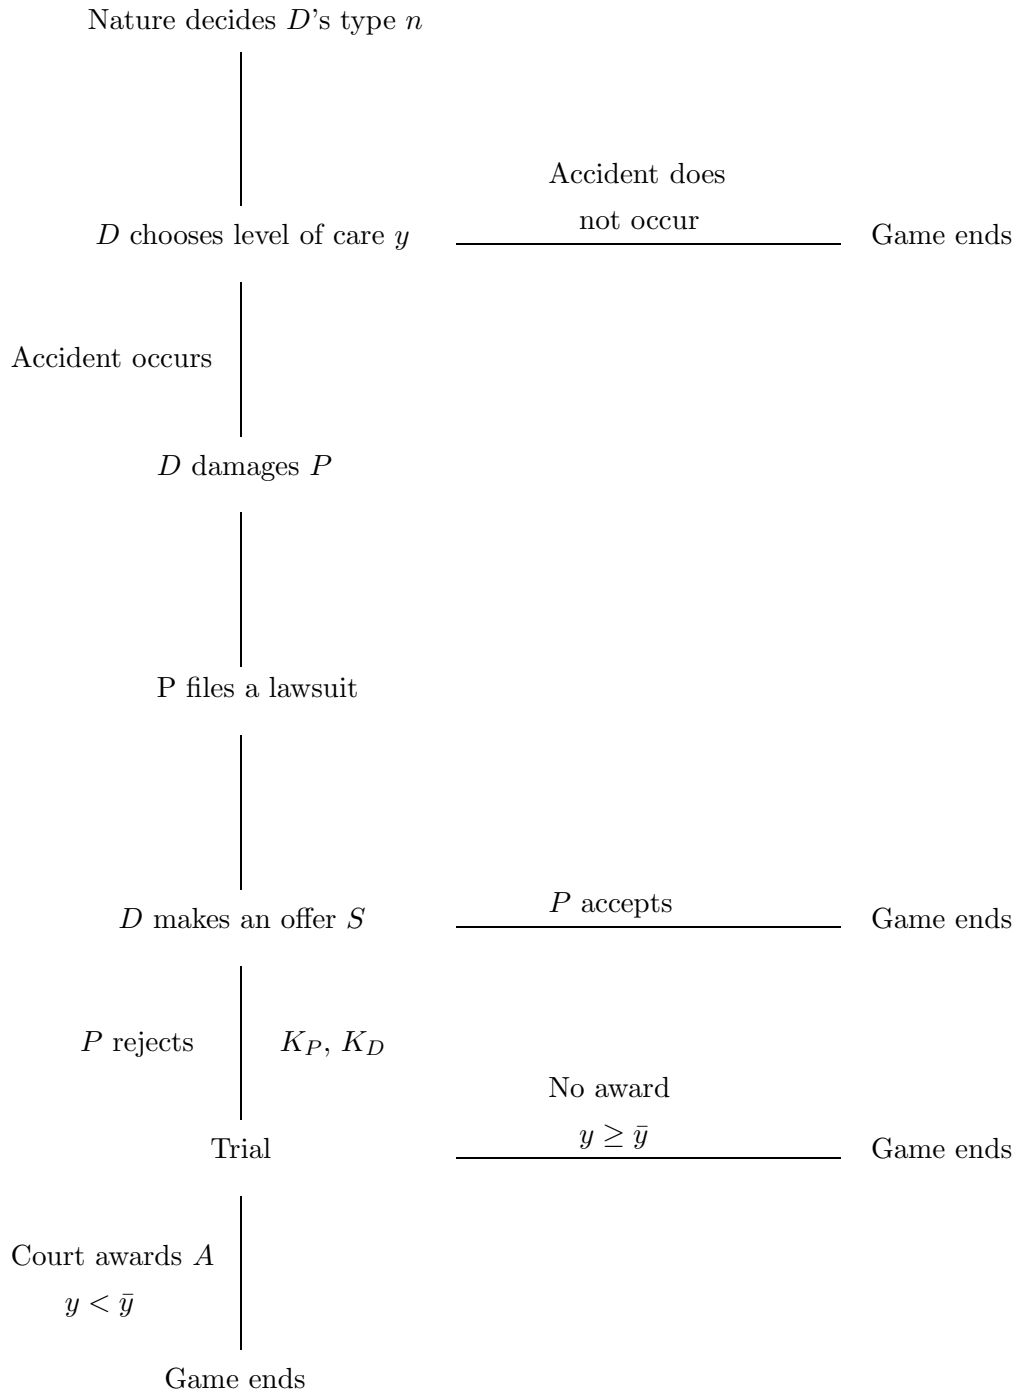 Nature decides D's type n
Accident does
not occur
D chooses level of care y
Game ends
Accident occurs
D damages P
P files a lawsuit
P accepts
D makes an offer S
Game ends
P rejects
K_P, K_D
No award
y ≥ ȳ
Trial
Game ends
Court awards A
y < ȳ
Game ends